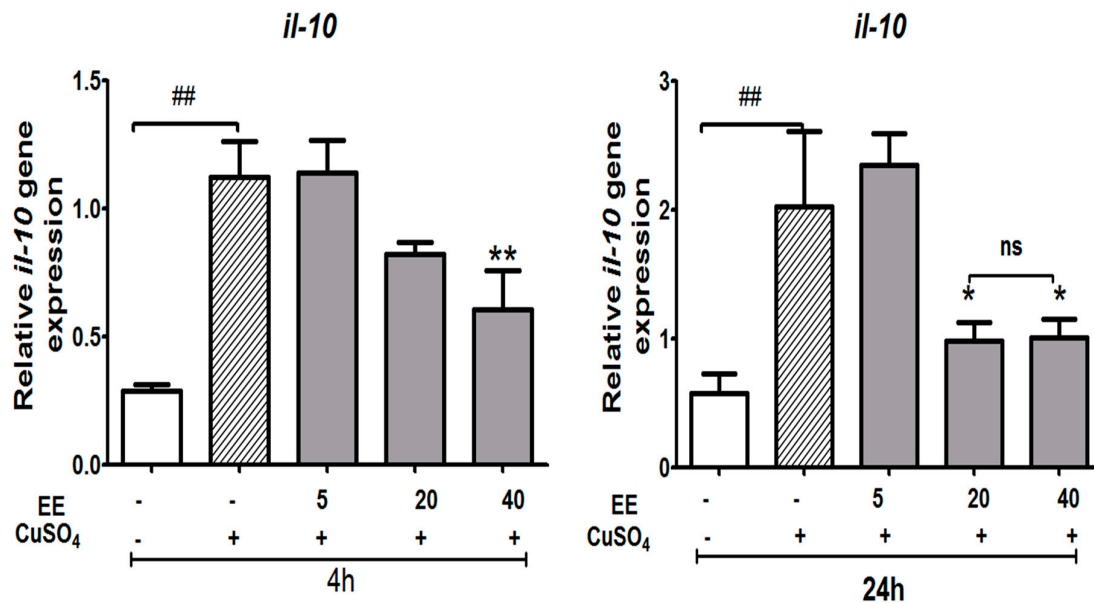 il-10
Relative il-10 gene
expression
1.5
1.0
0.5
0.0
##
**
EE - - 5 20 40
CuSO₄ - + + + +
4h
il-10
Relative il-10 gene
expression
3
2
1
0
##
ns
* *
EE - - 5 20 40
CuSO₄ - + + + +
24h